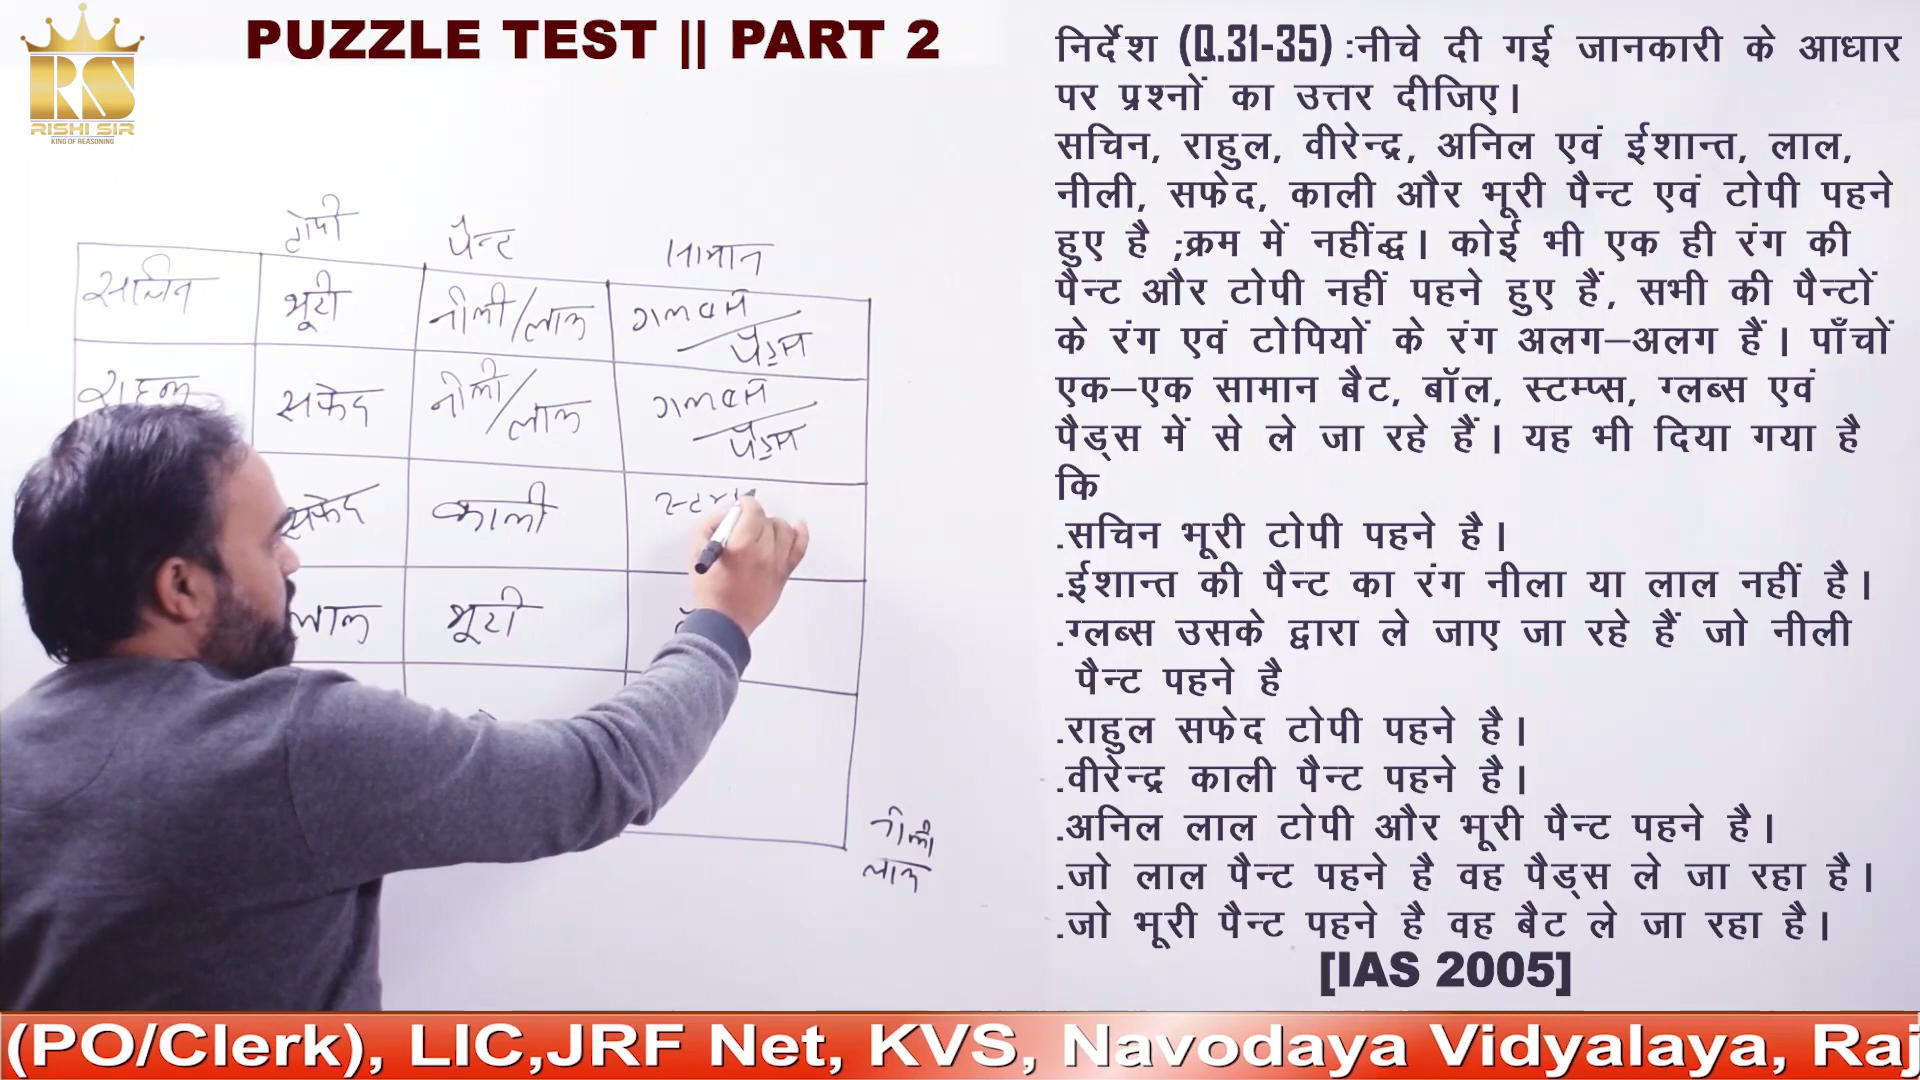 PUZZLE TEST || PART 2
RS
RISHI SIR
KING OF REASONING
निर्देश (Q.31-35) :नीचे दी गई जानकारी के आधार
पर प्रश्नों का उत्तर दीजिए।
सचिन, राहुल, वीरेन्द्र, अनिल एवं ईशान्त, लाल,
नीली, सफेद, काली और भूरी पैन्ट एवं टोपी पहने
हुए है ;क्रम में नहींद्ध। कोई भी एक ही रंग की
पैन्ट और टोपी नहीं पहने हुए हैं, सभी की पैन्टों
के रंग एवं टोपियों के रंग अलग–अलग हैं। पाँचों
एक–एक सामान बैट, बॉल, स्टम्प्स, ग्लब्स एवं
पैड्स में से ले जा रहे हैं। यह भी दिया गया है
कि
.सचिन भूरी टोपी पहने है।
.ईशान्त की पैन्ट का रंग नीला या लाल नहीं है।
.ग्लब्स उसके द्वारा ले जाए जा रहे हैं जो नीली
पैन्ट पहने है
.राहुल सफेद टोपी पहने है।
.वीरेन्द्र काली पैन्ट पहने है।
.अनिल लाल टोपी और भूरी पैन्ट पहने है।
.जो लाल पैन्ट पहने है वह पैड्स ले जा रहा है।
.जो भूरी पैन्ट पहने है वह बैट ले जा रहा है।
[IAS 2005]
टोपी पैन्ट सामान
सचिन भूरी नीली/लाल ग्लब्स/पैड्स
राहुल सफेद नीली/लाल ग्लब्स/पैड्स
सफेद काली
लाल भूरी
नीली
लाल
(PO/Clerk), LIC,JRF Net, KVS, Navodaya Vidyalaya, Raj